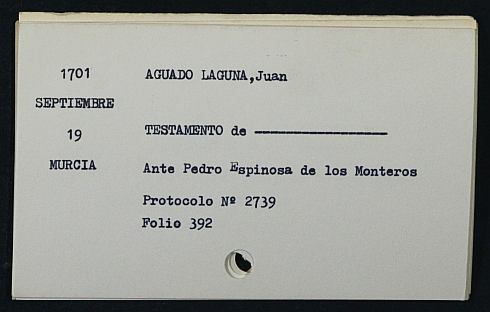 1701 AGUADO LAGUNA,Juan
SEPTIEMBRE
19 TESTAMENTO de -----------------
MURCIA Ante Pedro Espinosa de los Monteros
Protocolo Nº 2739
Folio 392